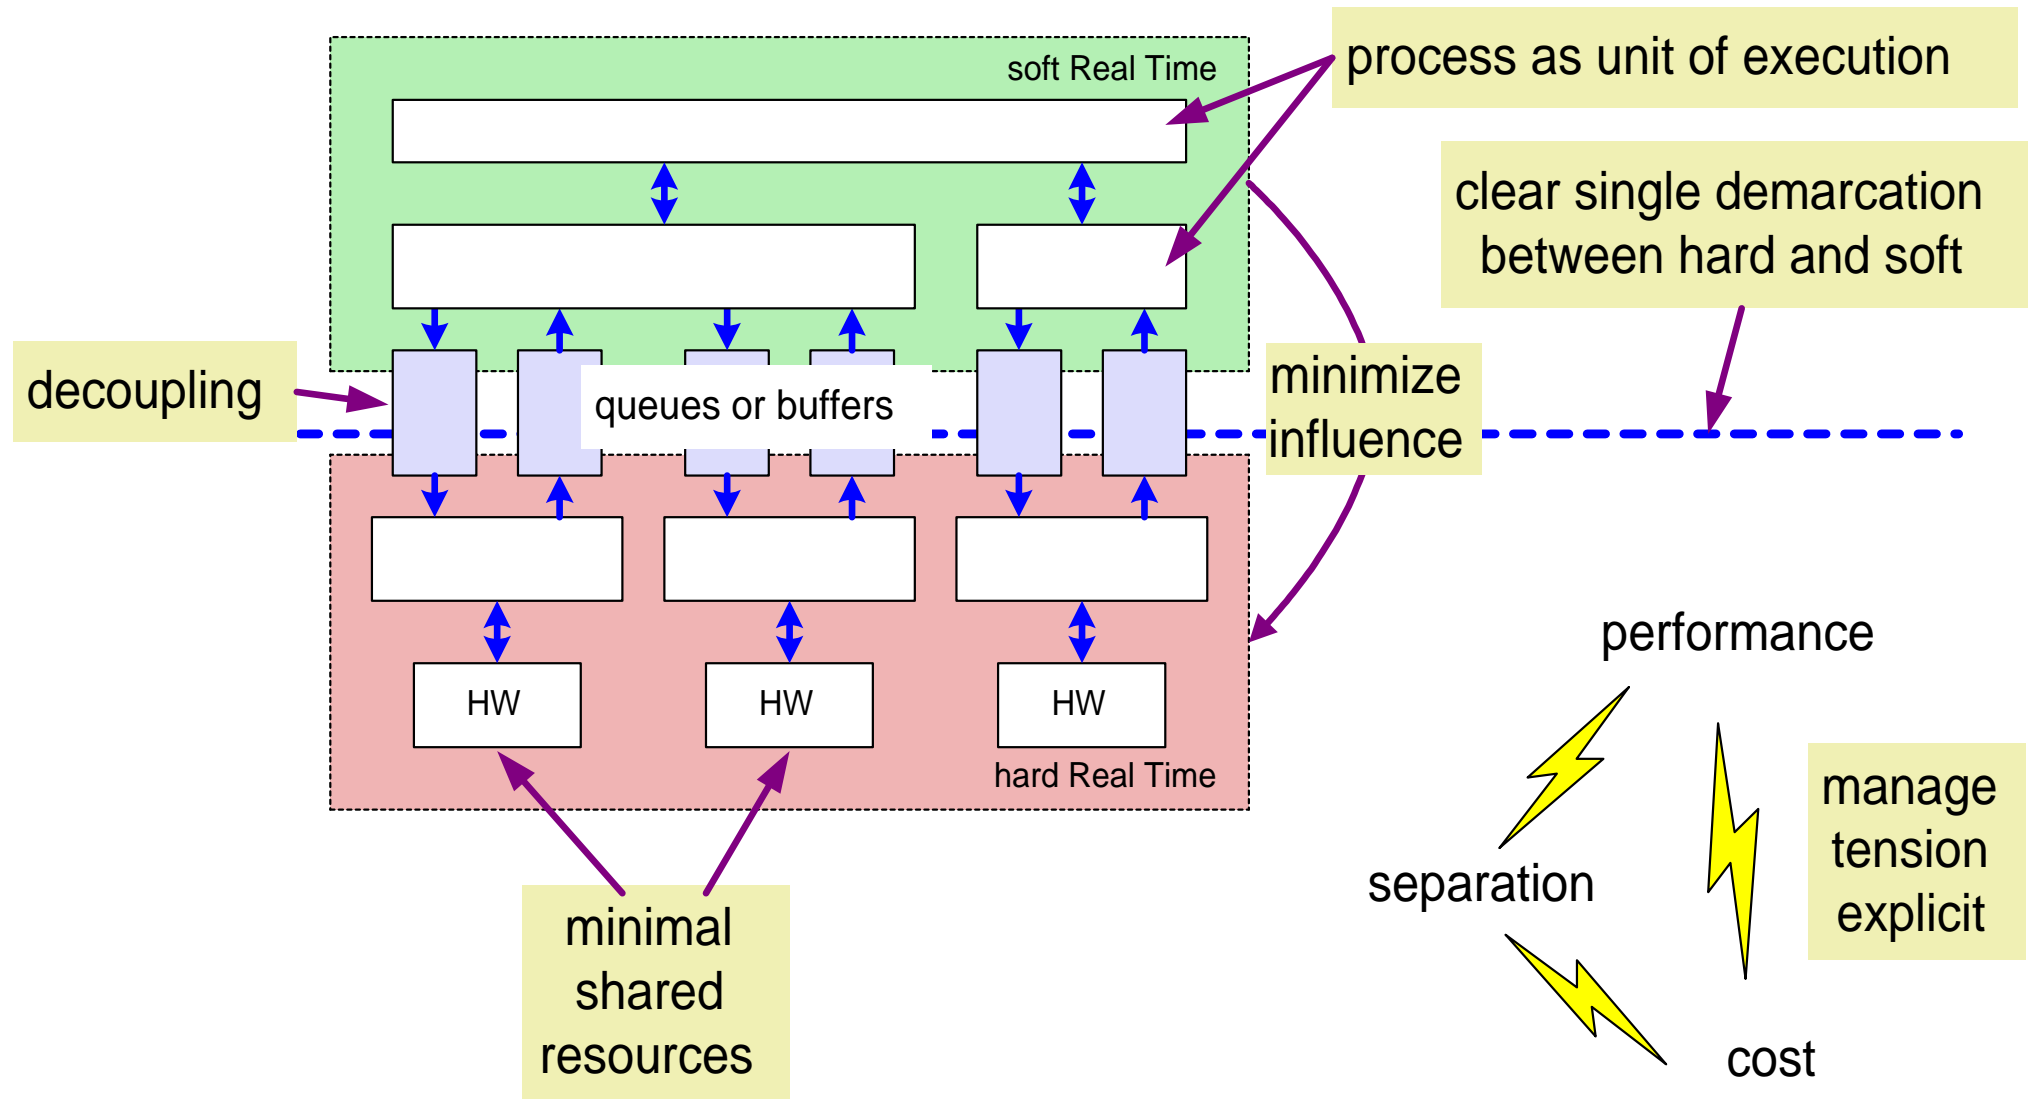 soft Real Time
process as unit of execution
clear single demarcation
between hard and soft
decoupling
queues or buffers
minimize
influence
HW
HW
HW
hard Real Time
minimal
shared
resources
performance
separation
cost
manage
tension
explicit